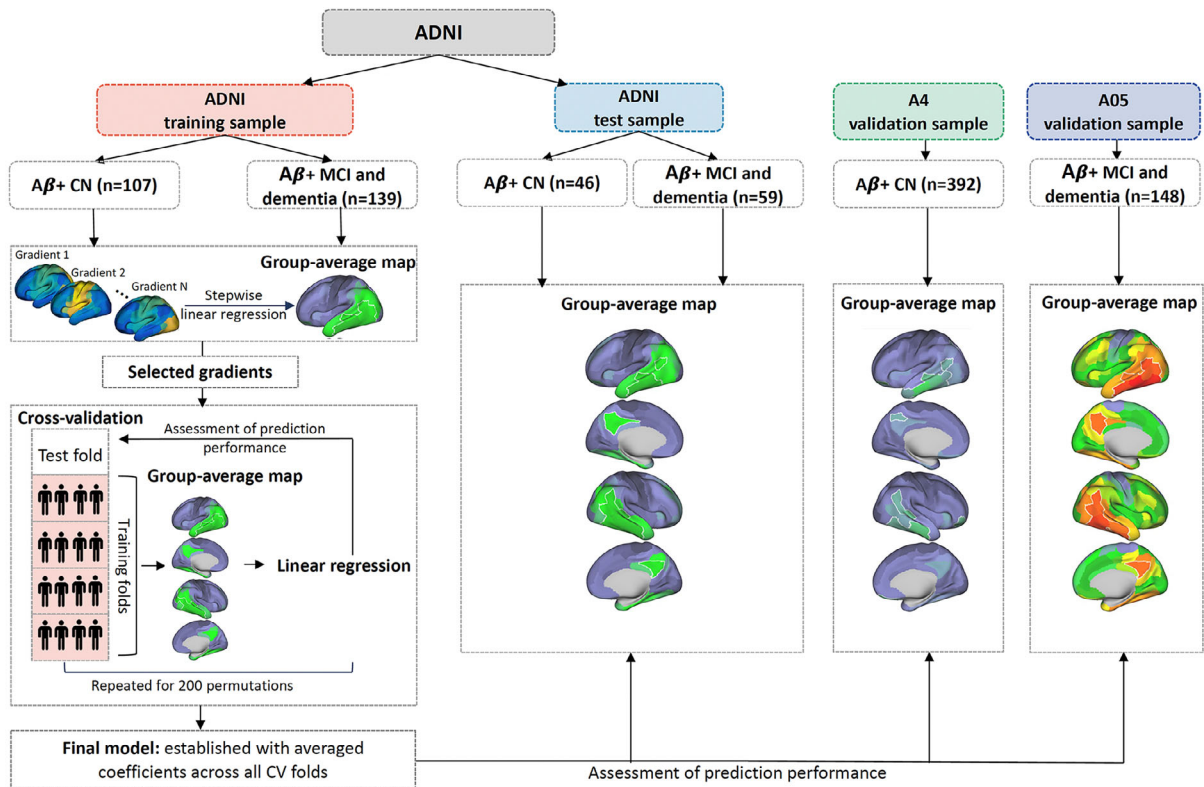 ADNI
ADNI
training sample
ADNI
test sample
A4
validation sample
A05
validation sample
Aβ+ CN (n=107)
Aβ+ MCI and
dementia (n=139)
Aβ+ CN (n=46)
Aβ+ MCI and
dementia (n=59)
Aβ+ CN (n=392)
Aβ+ MCI and
dementia (n=148)
Gradient 1
Gradient 2
Gradient N
Stepwise
linear regression
Group-average map
Selected gradients
Cross-validation
Assessment of prediction
performance
Test fold
Training folds
Group-average map
Linear regression
Repeated for 200 permutations
Final model: established with averaged
coefficients across all CV folds
Group-average map
Group-average map
Group-average map
Assessment of prediction performance